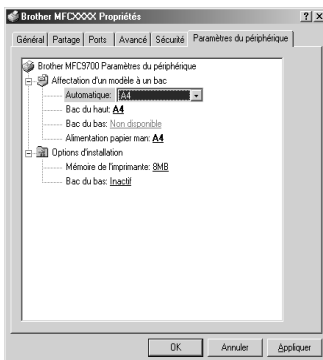 Brother MFCXXXX Propriétés
Général Partage Ports Avancé Sécurité Paramètres du périphérique
Brother MFC9700 Paramètres du périphérique
Affectation d'un modèle à un bac
Automatique: A4
Bac du haut: A4
Bac du bas: Non disponible
Alimentation papier man: A4
Options d'installation
Mémoire de l'imprimante: 8MB
Bac du bas: Inactif
OK Annuler Appliquer